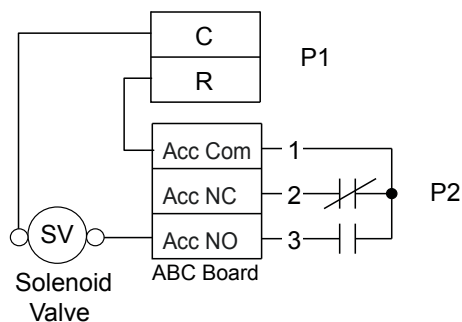 C
P1
R
Acc Com 1
Acc NC 2
P2
SV
Acc NO 3
ABC Board
Solenoid
Valve